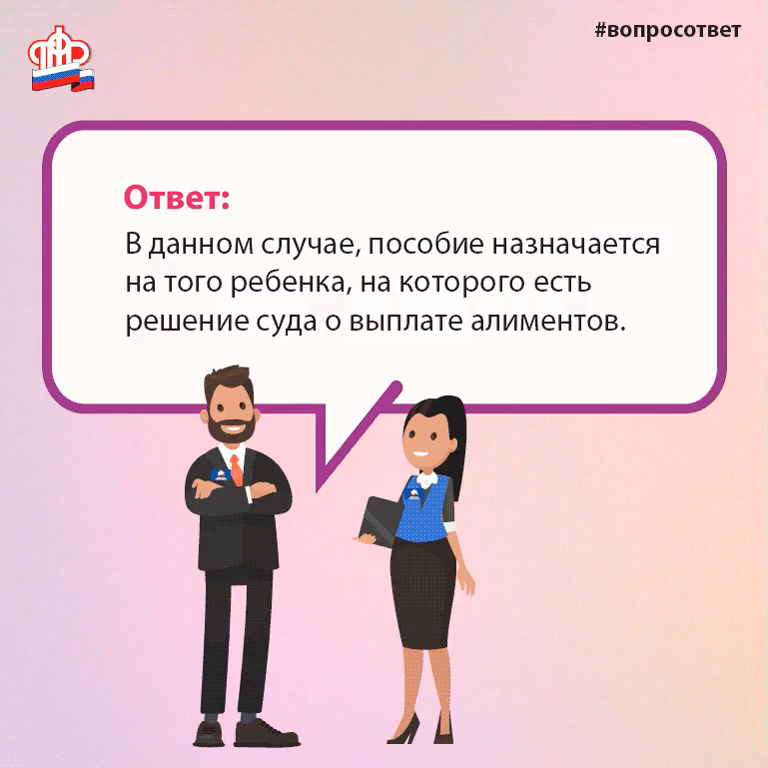 #вопросответ
Ответ:
В данном случае, пособие назначается
на того ребенка, на которого есть
решение суда о выплате алиментов.